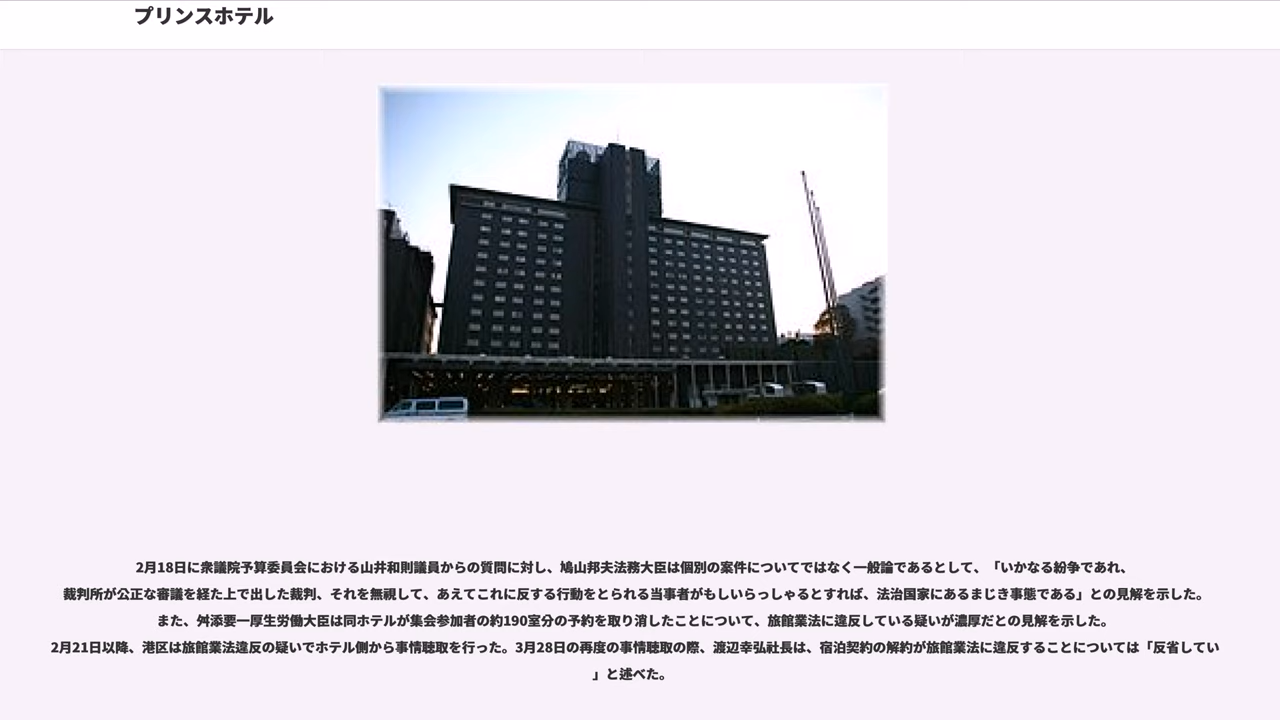 プリンスホテル
2月18日に衆議院予算委員会における山井和則議員からの質問に対し、鳩山邦夫法務大臣は個別の案件についてではなく一般論であるとして、「いかなる紛争であれ、
裁判所が公正な審議を経た上で出した裁判、それを無視して、あえてこれに反する行動をとられる当事者がもしいらっしゃるとすれば、法治国家にあるまじき事態である」との見解を示した。
また、舛添要一厚生労働大臣は同ホテルが集会参加者の約190室分の予約を取り消したことについて、旅館業法に違反している疑いが濃厚だとの見解を示した。
2月21日以降、港区は旅館業法違反の疑いでホテル側から事情聴取を行った。3月28日の再度の事情聴取の際、渡辺幸弘社長は、宿泊契約の解約が旅館業法に違反することについては「反省してい
」と述べた。